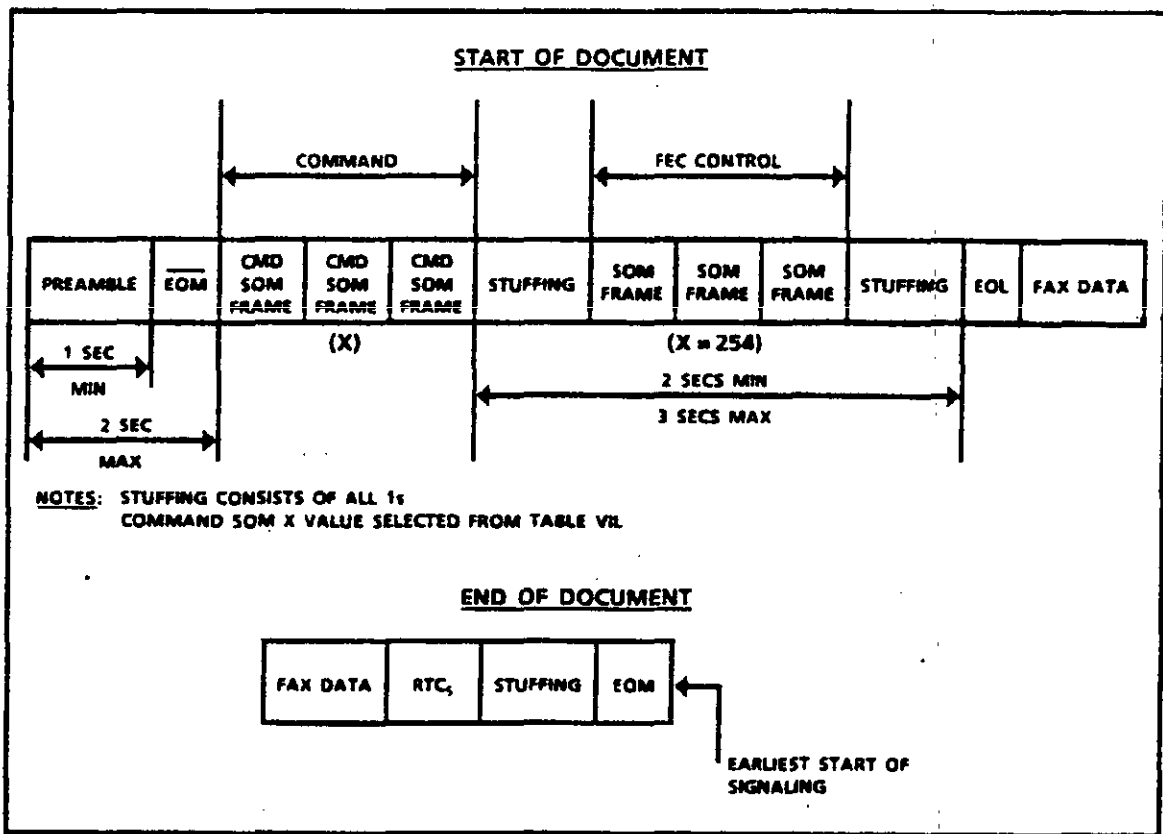 START OF DOCUMENT
COMMAND
FEC CONTROL
PREAMBLE
EOM
CMD
SOM
FRAME
CMD
SOM
FRAME
CMD
SOM
FRAME
STUFFING
SOM
FRAME
SOM
FRAME
SOM
FRAME
STUFFING
EOL
FAX DATA
1 SEC
MIN
(X)
(X = 254)
2 SECS MIN
3 SECS MAX
2 SEC
MAX
NOTES: STUFFING CONSISTS OF ALL 1s
COMMAND SOM X VALUE SELECTED FROM TABLE VII.
END OF DOCUMENT
FAX DATA
RTCs
STUFFING
EOM
EARLIEST START OF
SIGNALING